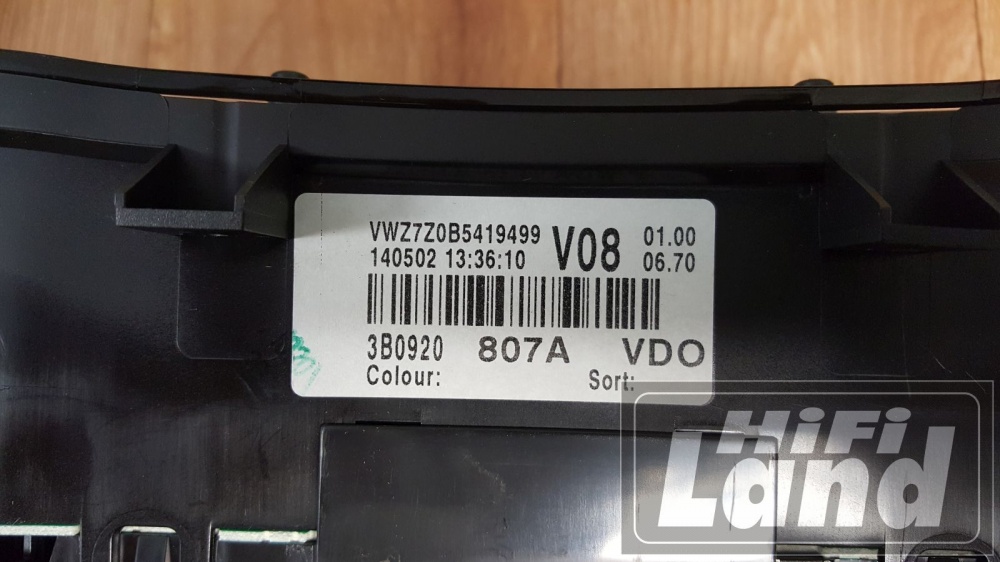 VWZ7Z0B5419499 V08 01.00
140502 13:36:10 06.70
3B0920 807A VDO
Colour: Sort:
HiFi
Land